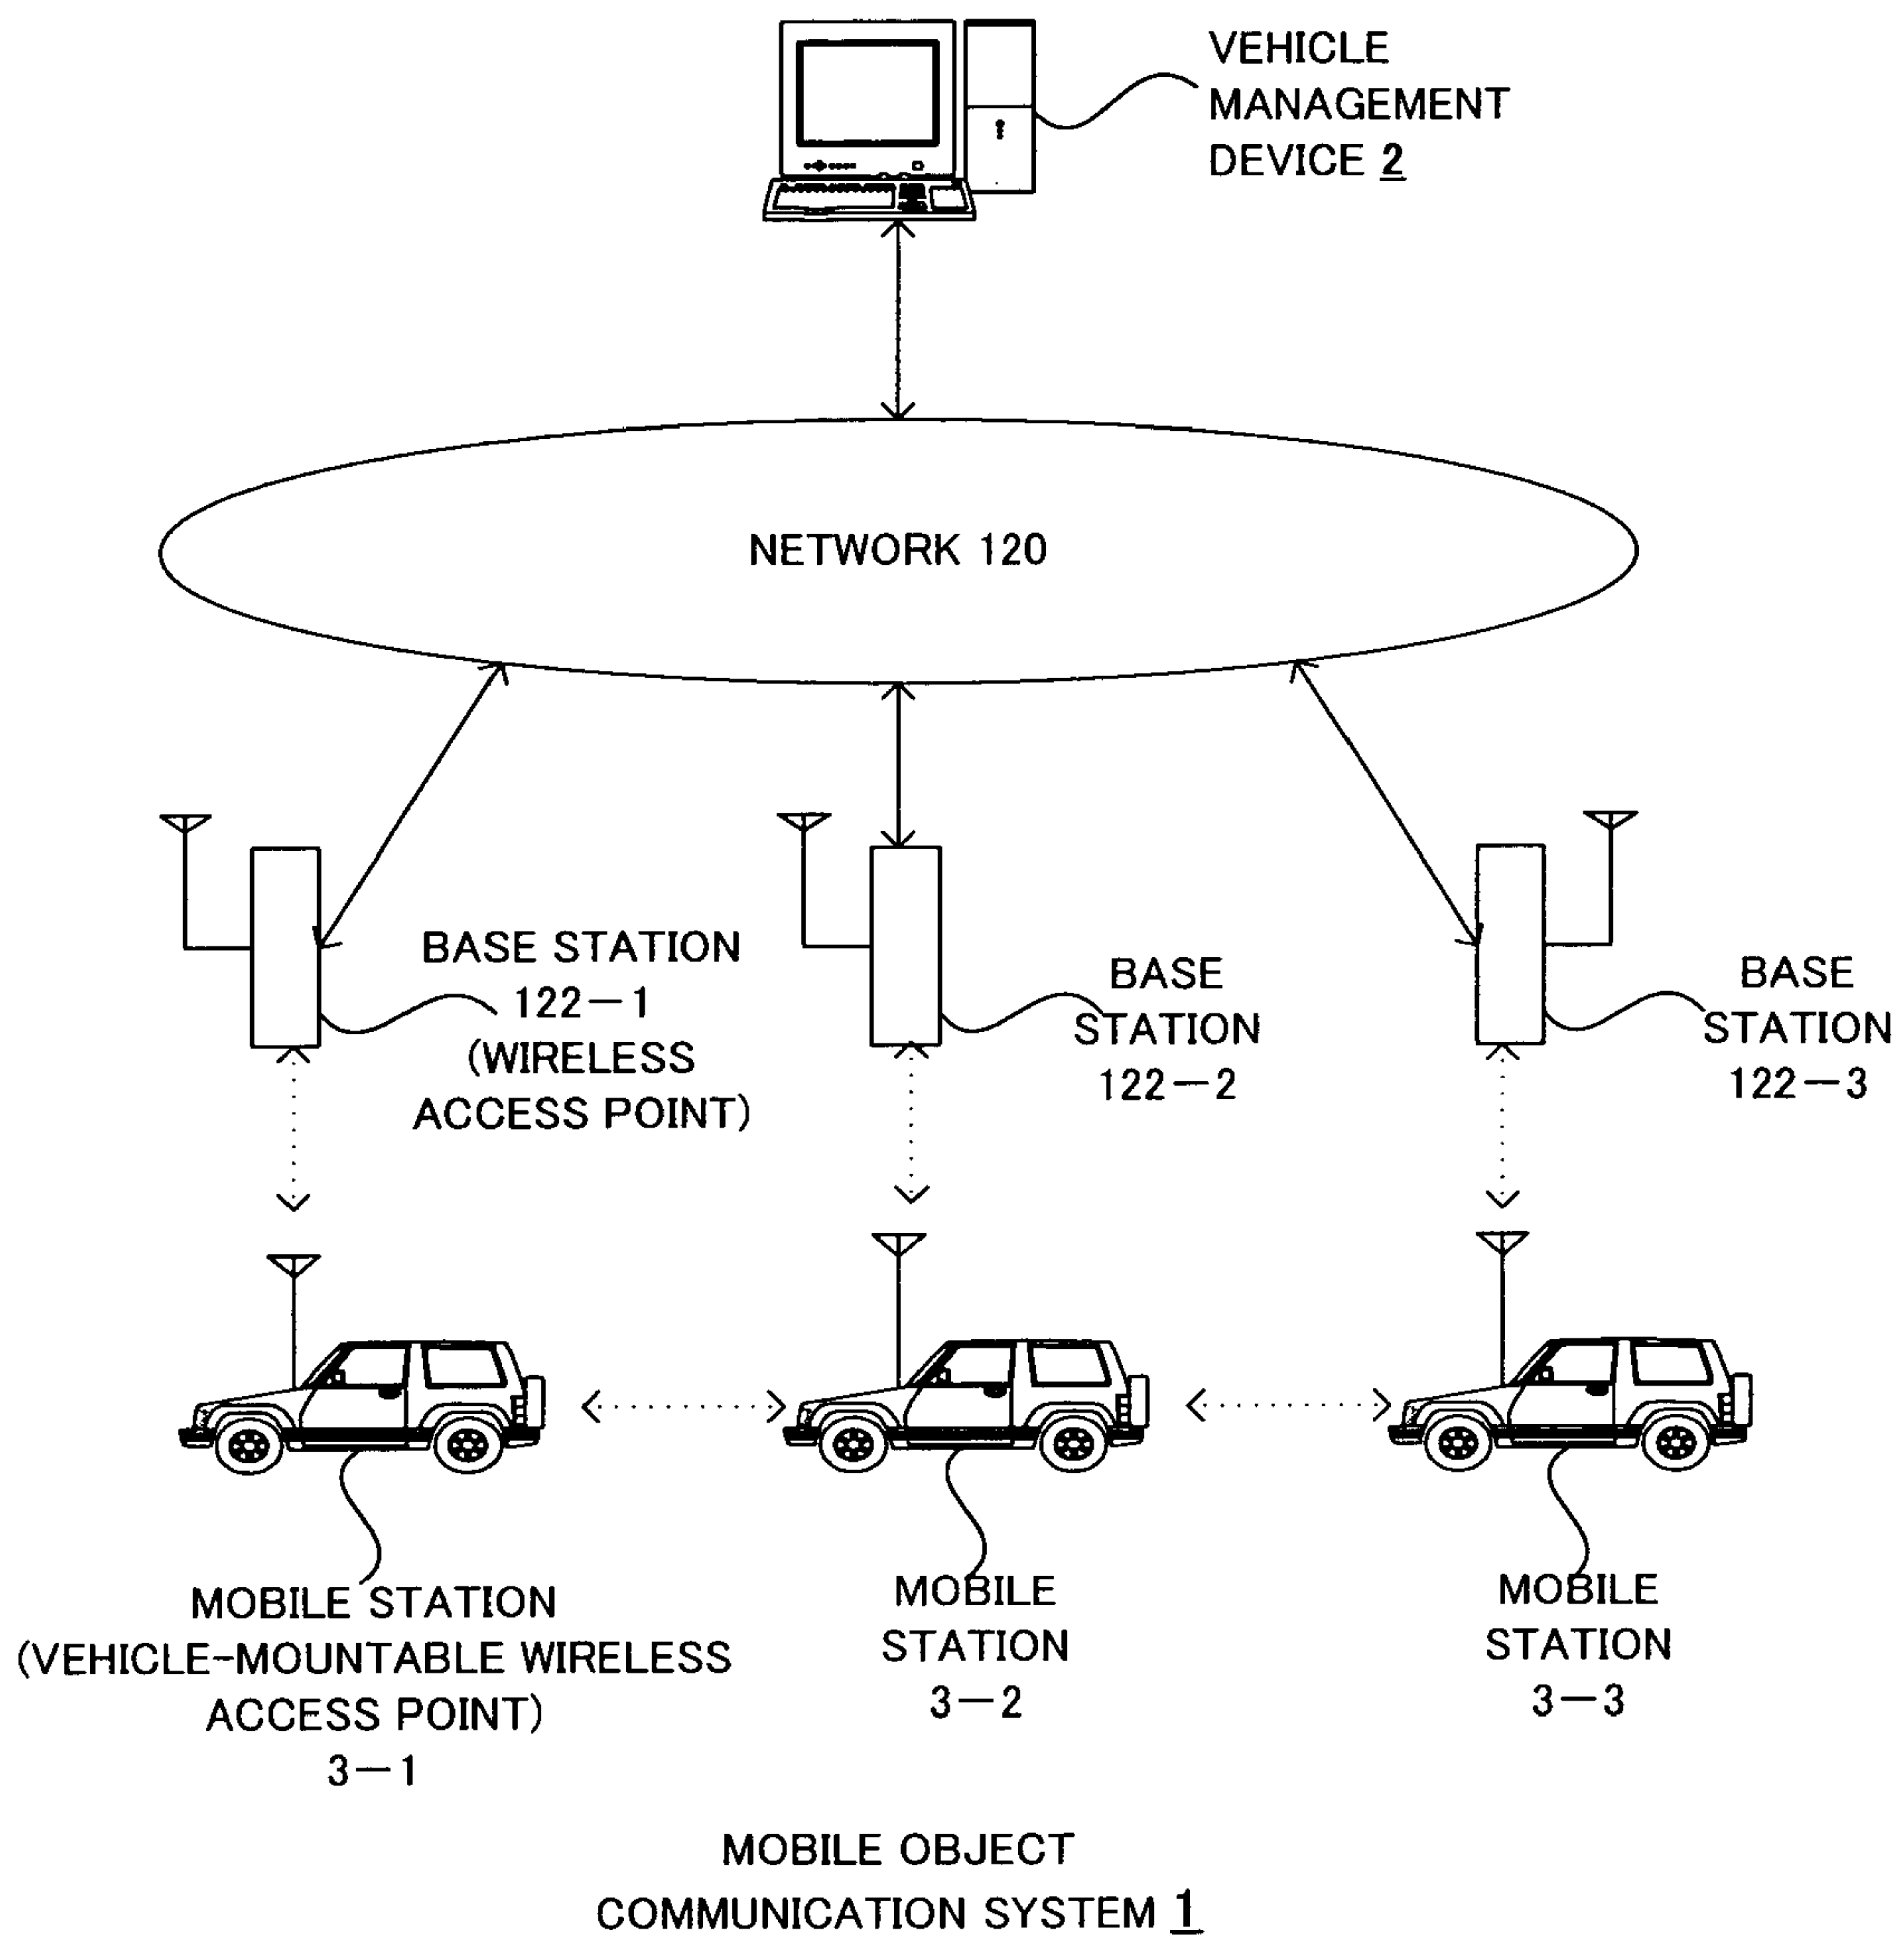 VEHICLE
MANAGEMENT
DEVICE 2
NETWORK 120
BASE STATION
122－1
(WIRELESS
ACCESS POINT)
BASE
STATION
122－2
BASE
STATION
122－3
MOBILE STATION
(VEHICLE-MOUNTABLE WIRELESS
ACCESS POINT)
3－1
MOBILE
STATION
3－2
MOBILE
STATION
3－3
MOBILE OBJECT
COMMUNICATION SYSTEM 1